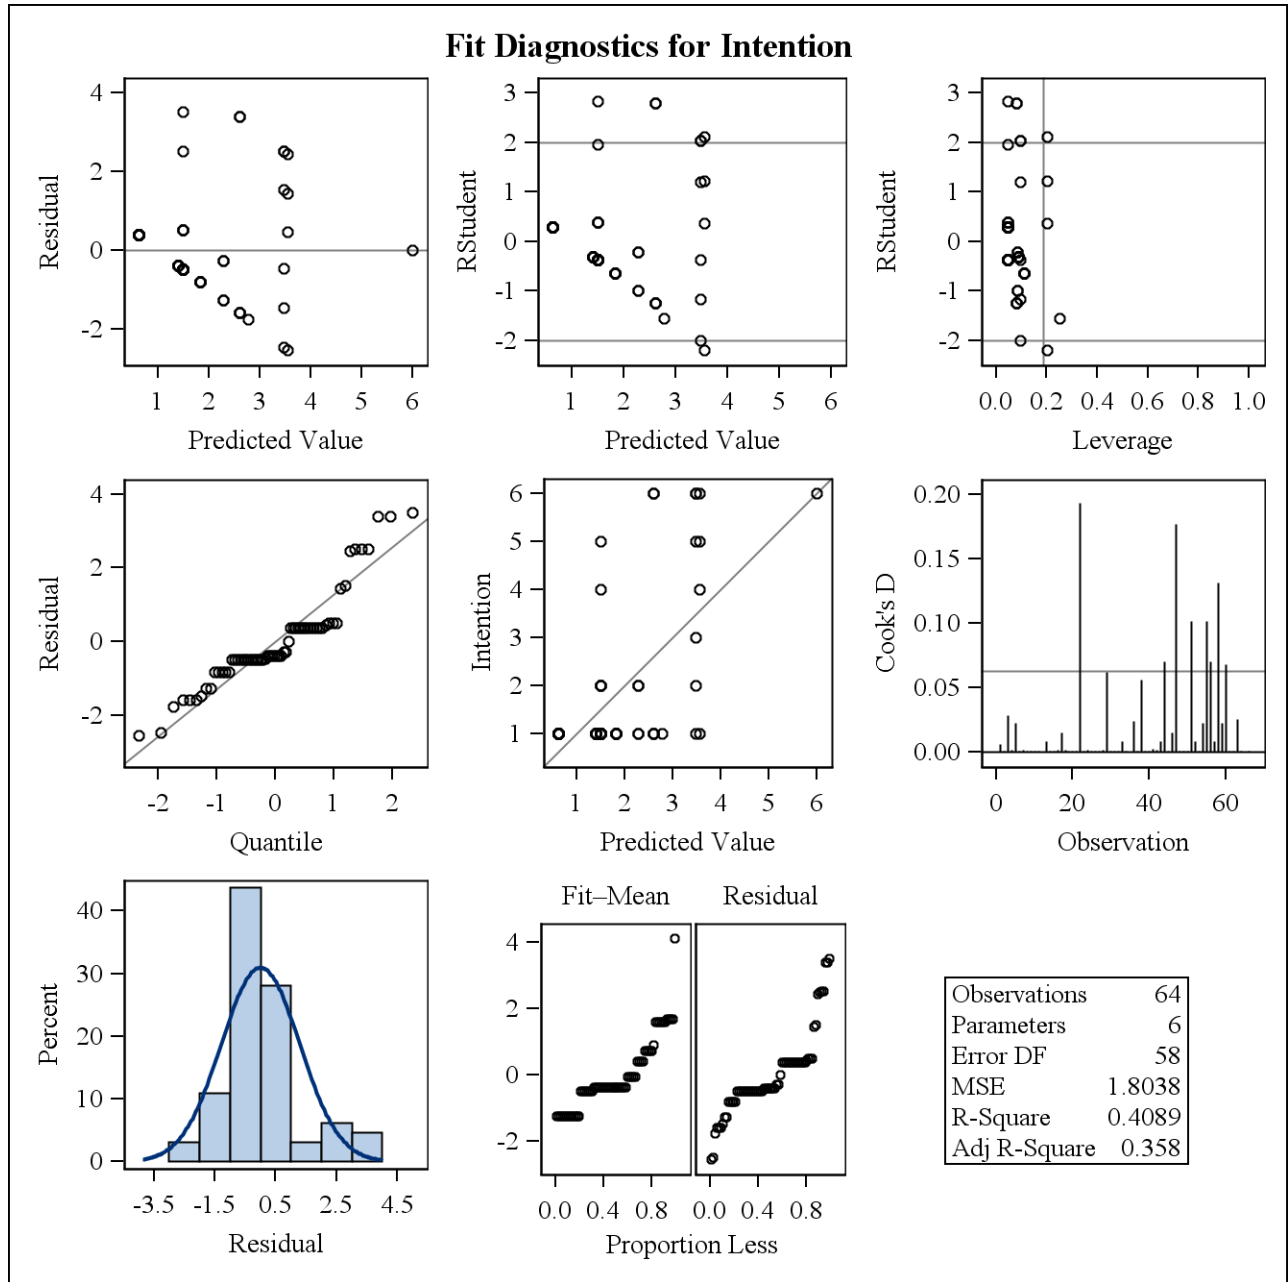 Fit Diagnostics for Intention
4
2
0
-2
Residual
1 2 3 4 5 6
Predicted Value
3
2
1
0
-1
-2
RStudent
1 2 3 4 5 6
Predicted Value
3
2
1
0
-1
-2
RStudent
0.0 0.2 0.4 0.6 0.8 1.0
Leverage
4
2
0
-2
Residual
-2 -1 0 1 2
Quantile
6
5
4
3
2
1
Intention
1 2 3 4 5 6
Predicted Value
0.20
0.15
0.10
0.05
0.00
Cook's D
0 20 40 60
Observation
40
30
20
10
0
Percent
-3.5 -1.5 0.5 2.5 4.5
Residual
Fit–Mean Residual
4
2
0
-2
0.0 0.4 0.8 0.0 0.4 0.8
Proportion Less
Observations 64
Parameters 6
Error DF 58
MSE 1.8038
R-Square 0.4089
Adj R-Square 0.358